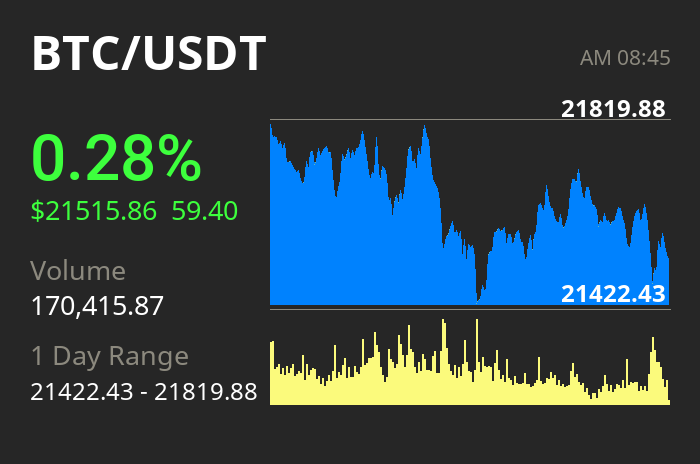 BTC/USDT
AM 08:45
21819.88
0.28%
$21515.86 59.40
Volume
170,415.87
21422.43
1 Day Range
21422.43 - 21819.88